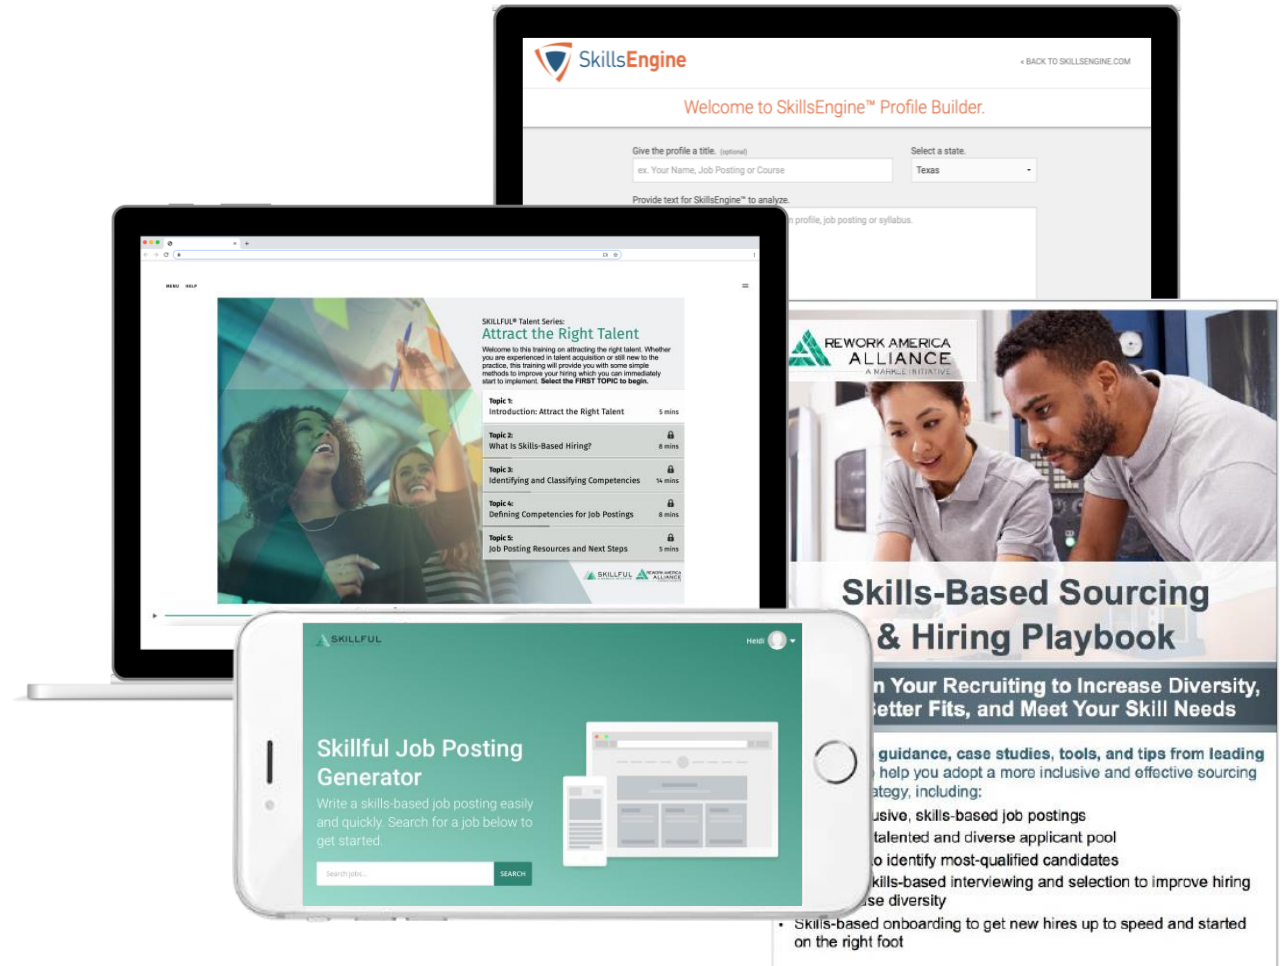 SkillsEngine
< BACK TO SKILLSENGINE.COM
Welcome to SkillsEngine™ Profile Builder.
Give the profile a title. (optional)
Select a state.
ex. Your Name, Job Posting or Course
Texas
Provide text for SkillsEngine™ to analyze.
n profile, job posting or syllabus.
MENU HELP
SKILLFUL® Talent Series:
Attract the Right Talent
Welcome to this training on attracting the right talent. Whether
you are experienced in talent acquisition or still new to the
practice, this training will provide you with some simple
methods to improve your hiring which you can immediately
start to implement. Select the FIRST TOPIC to begin.
Topic 1:
Introduction: Attract the Right Talent 5 mins
Topic 2:
What Is Skills-Based Hiring? 8 mins
Topic 3:
Identifying and Classifying Competencies 14 mins
Topic 4:
Defining Competencies for Job Postings 8 mins
Topic 5:
Job Posting Resources and Next Steps 5 mins
SKILLFUL
REWORK AMERICA
ALLIANCE
REWORK AMERICA
ALLIANCE
A MARKLE INITIATIVE
Skills-Based Sourcing
& Hiring Playbook
n Your Recruiting to Increase Diversity,
etter Fits, and Meet Your Skill Needs
guidance, case studies, tools, and tips from leading
help you adopt a more inclusive and effective sourcing
ategy, including:
usive, skills-based job postings
talented and diverse applicant pool
o identify most-qualified candidates
kills-based interviewing and selection to improve hiring
se diversity
• Skills-based onboarding to get new hires up to speed and started
on the right foot
SKILLFUL
Heidi
Skillful Job Posting
Generator
Write a skills-based job posting easily
and quickly. Search for a job below to
get started.
Search jobs...
SEARCH